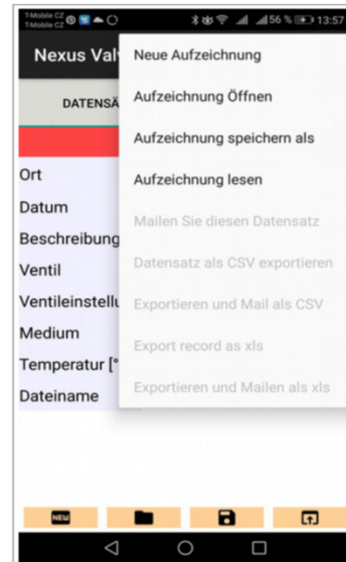 T-Mobile CZ
T-Mobile CZ
56 % 13:57
Nexus Val
DATENSÄ
Neue Aufzeichnung
Aufzeichnung Öffnen
Aufzeichnung speichern als
Aufzeichnung lesen
Mailen Sie diesen Datensatz
Datensatz als CSV exportieren
Exportieren und Mail als CSV
Export record as xls
Exportieren und Mailen als xls
Ort
Datum
Beschreibung
Ventil
Ventileinstellu
Medium
Temperatur [°
Dateiname
NEW